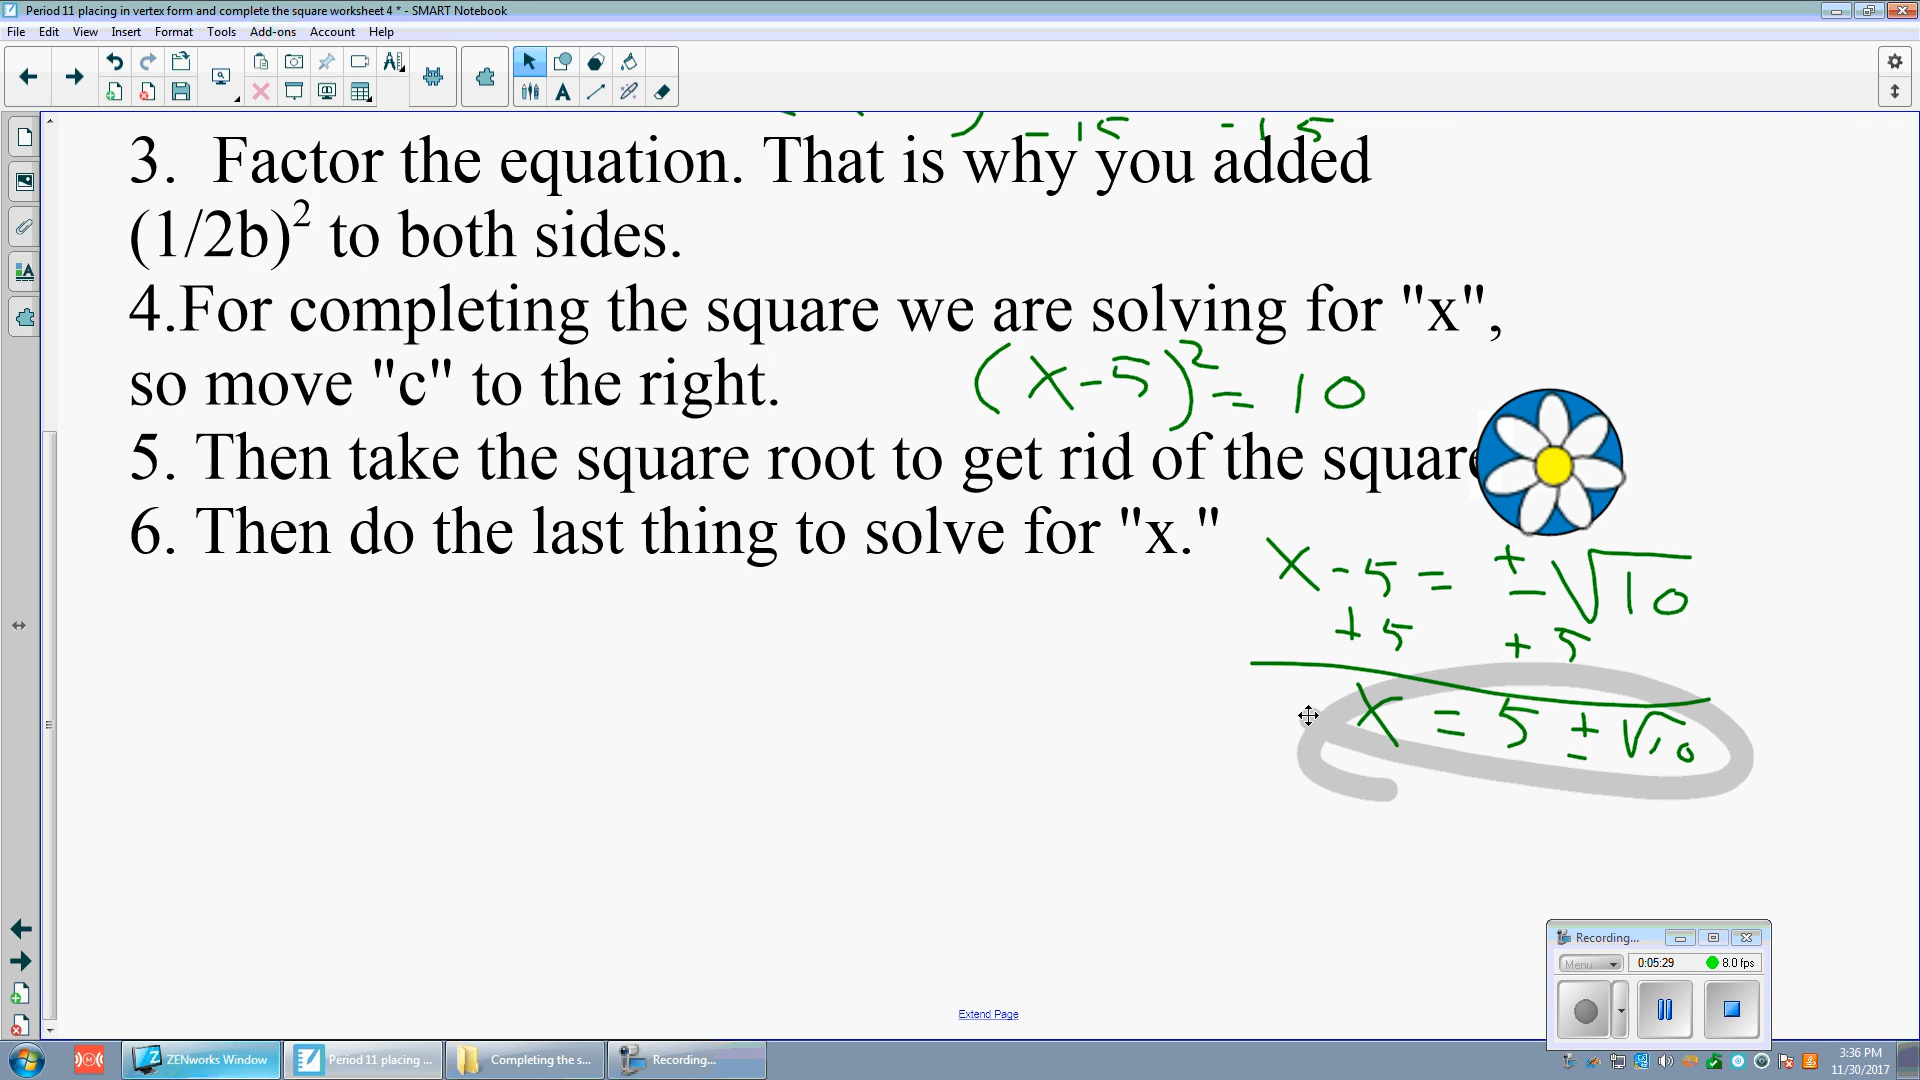 Period 11 placing in vertex form and complete the square worksheet 4 * - SMART Notebook
File Edit View Insert Format Tools Add-ons Account Help
- 15 - 15
3. Factor the equation. That is why you added
(1/2b)² to both sides.
4.For completing the square we are solving for "x",
so move "c" to the right.
(x-5)² = 10
5. Then take the square root to get rid of the square
6. Then do the last thing to solve for "x."
x - 5 = ± √10
+ 5 + 5
x = 5 ± √10
Recording...
Menu 0:05:29 8.0 fps
Extend Page
ZENworks Window Period 11 placing ... Completing the s... Recording...
3:36 PM
11/30/2017